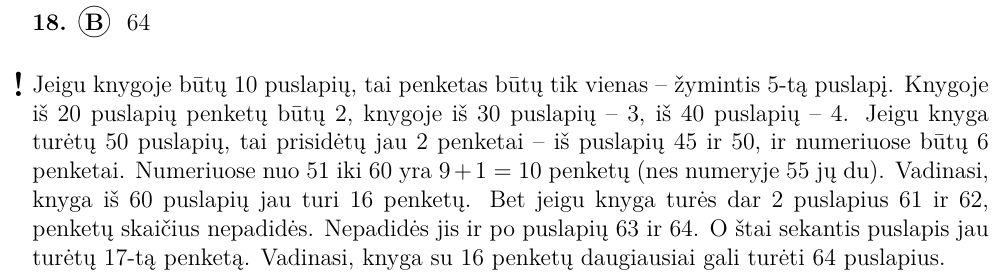 18. B 64
! Jeigu knygoje būtų 10 puslapių, tai penketas būtų tik vienas – žymintis 5-tą puslapį. Knygoje
iš 20 puslapių penketų būtų 2, knygoje iš 30 puslapių – 3, iš 40 puslapių – 4. Jeigu knyga
turėtų 50 puslapių, tai prisidėtų jau 2 penketai – iš puslapių 45 ir 50, ir numeriuose būtų 6
penketai. Numeriuose nuo 51 iki 60 yra 9 + 1 = 10 penketų (nes numeryje 55 jų du). Vadinasi,
knyga iš 60 puslapių jau turi 16 penketų. Bet jeigu knyga turės dar 2 puslapius 61 ir 62,
penketų skaičius nepadidės. Nepadidės jis ir po puslapių 63 ir 64. O štai sekantis puslapis jau
turėtų 17-tą penketą. Vadinasi, knyga su 16 penketų daugiausiai gali turėti 64 puslapius.